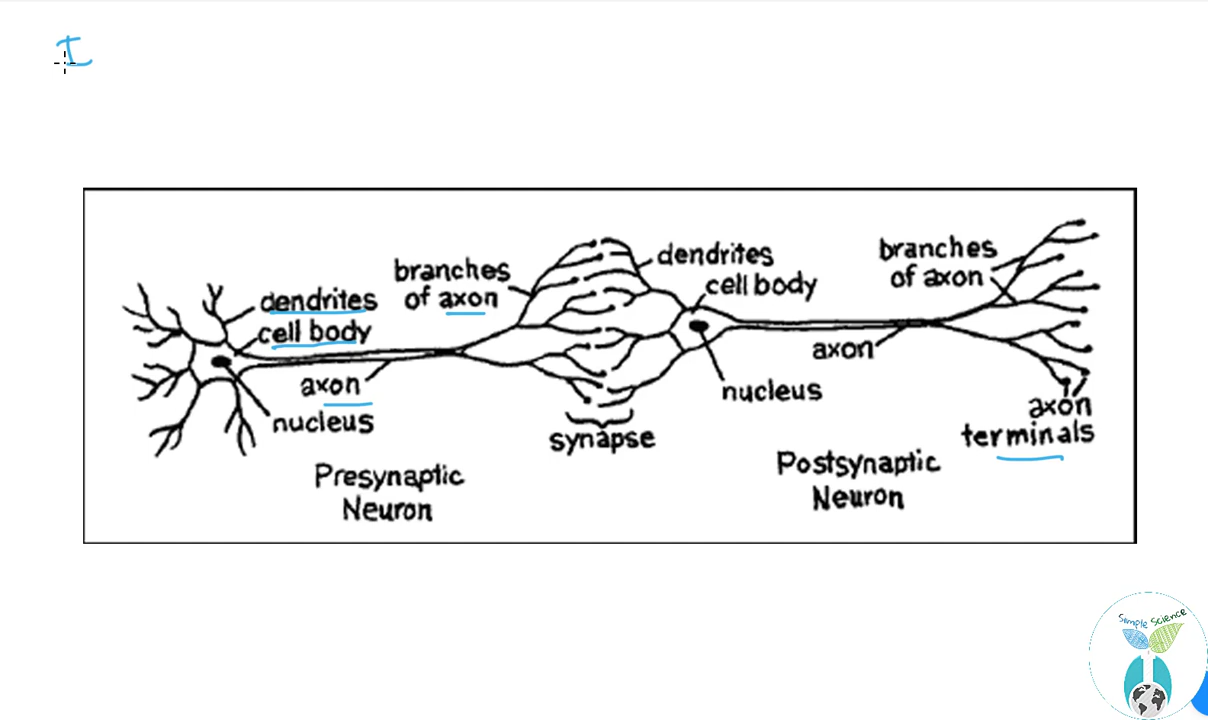 I
branches
of axon
dendrites
cell body
branches
of axon
dendrites
cell body
axon
nucleus
axon
nucleus
synapse
axon
terminals
Presynaptic
Neuron
Postsynaptic
Neuron
Sample Science